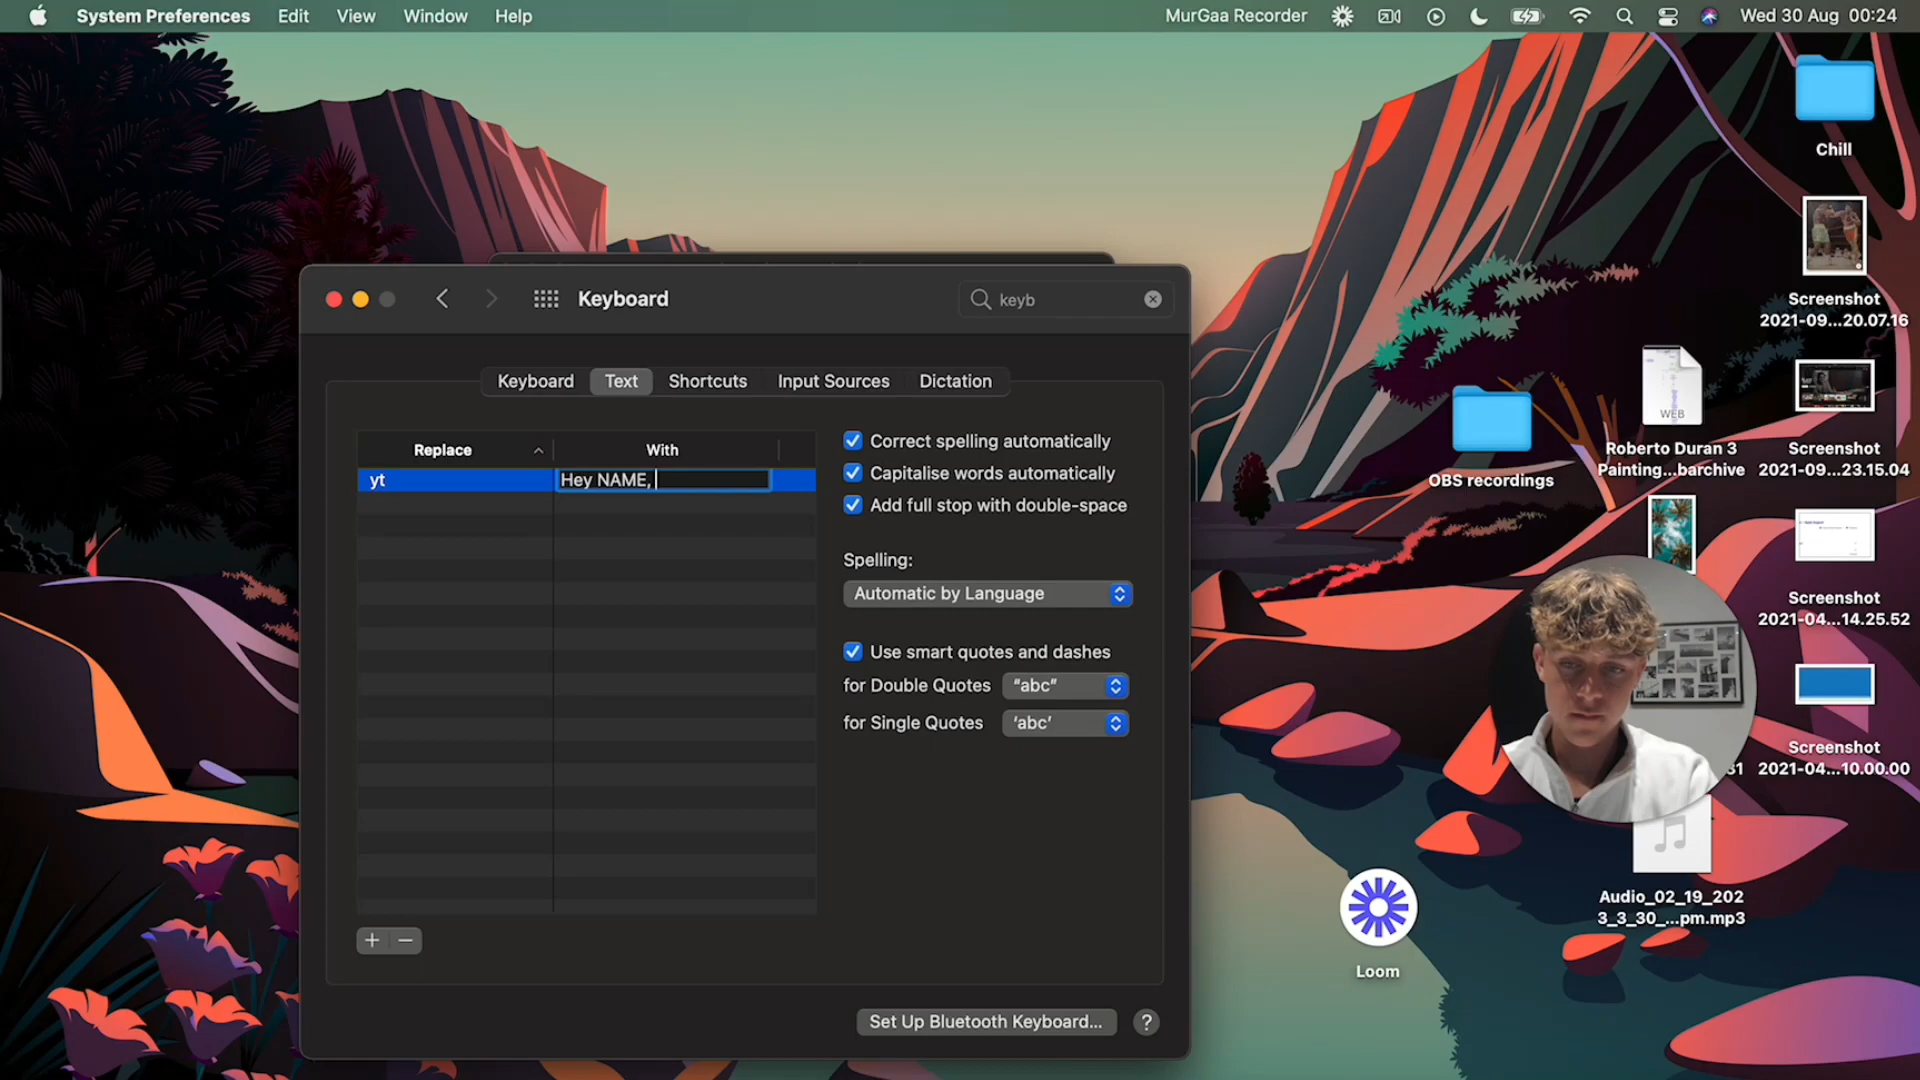 System Preferences Edit View Window Help MurGaa Recorder Wed 30 Aug 00:24
Chill
Screenshot
2021-09...20.07.16
Keyboard keyb
Keyboard Text Shortcuts Input Sources Dictation
Replace With
yt Hey NAME,
Correct spelling automatically
Capitalise words automatically
Add full stop with double-space
Spelling:
Automatic by Language
Use smart quotes and dashes
for Double Quotes “abc”
for Single Quotes ‘abc’
+ −
Set Up Bluetooth Keyboard... ?
WEB
OBS recordings
Roberto Duran 3
Painting...barchive
Screenshot
2021-09...23.15.04
Screenshot
2021-04...14.25.52
Screenshot
2021-04...10.00.00
Audio_02_19_202
3_3_30_...pm.mp3
Loom